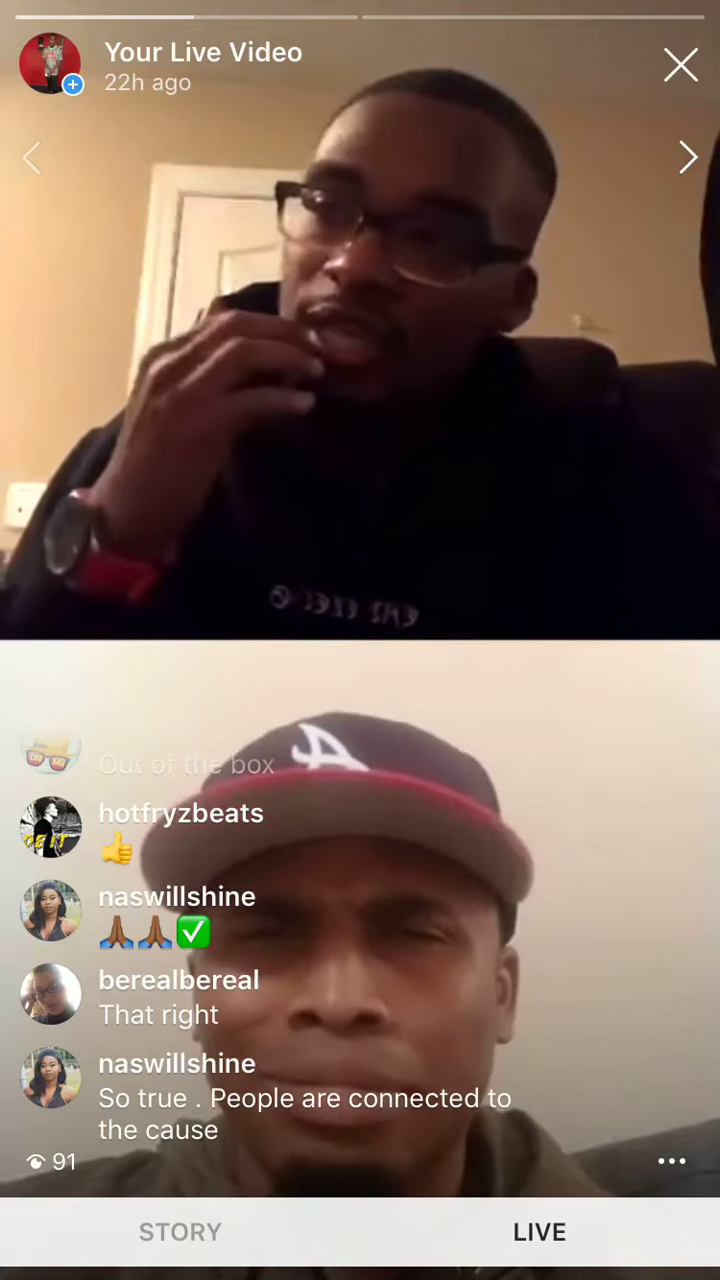 Your Live Video
22h ago
A
Out of the box
hotfryzbeats
👍
naswillshine
🙏🏾🙏🏾✅
berealbereal
That right
naswillshine
So true . People are connected to
the cause
91
STORY
LIVE